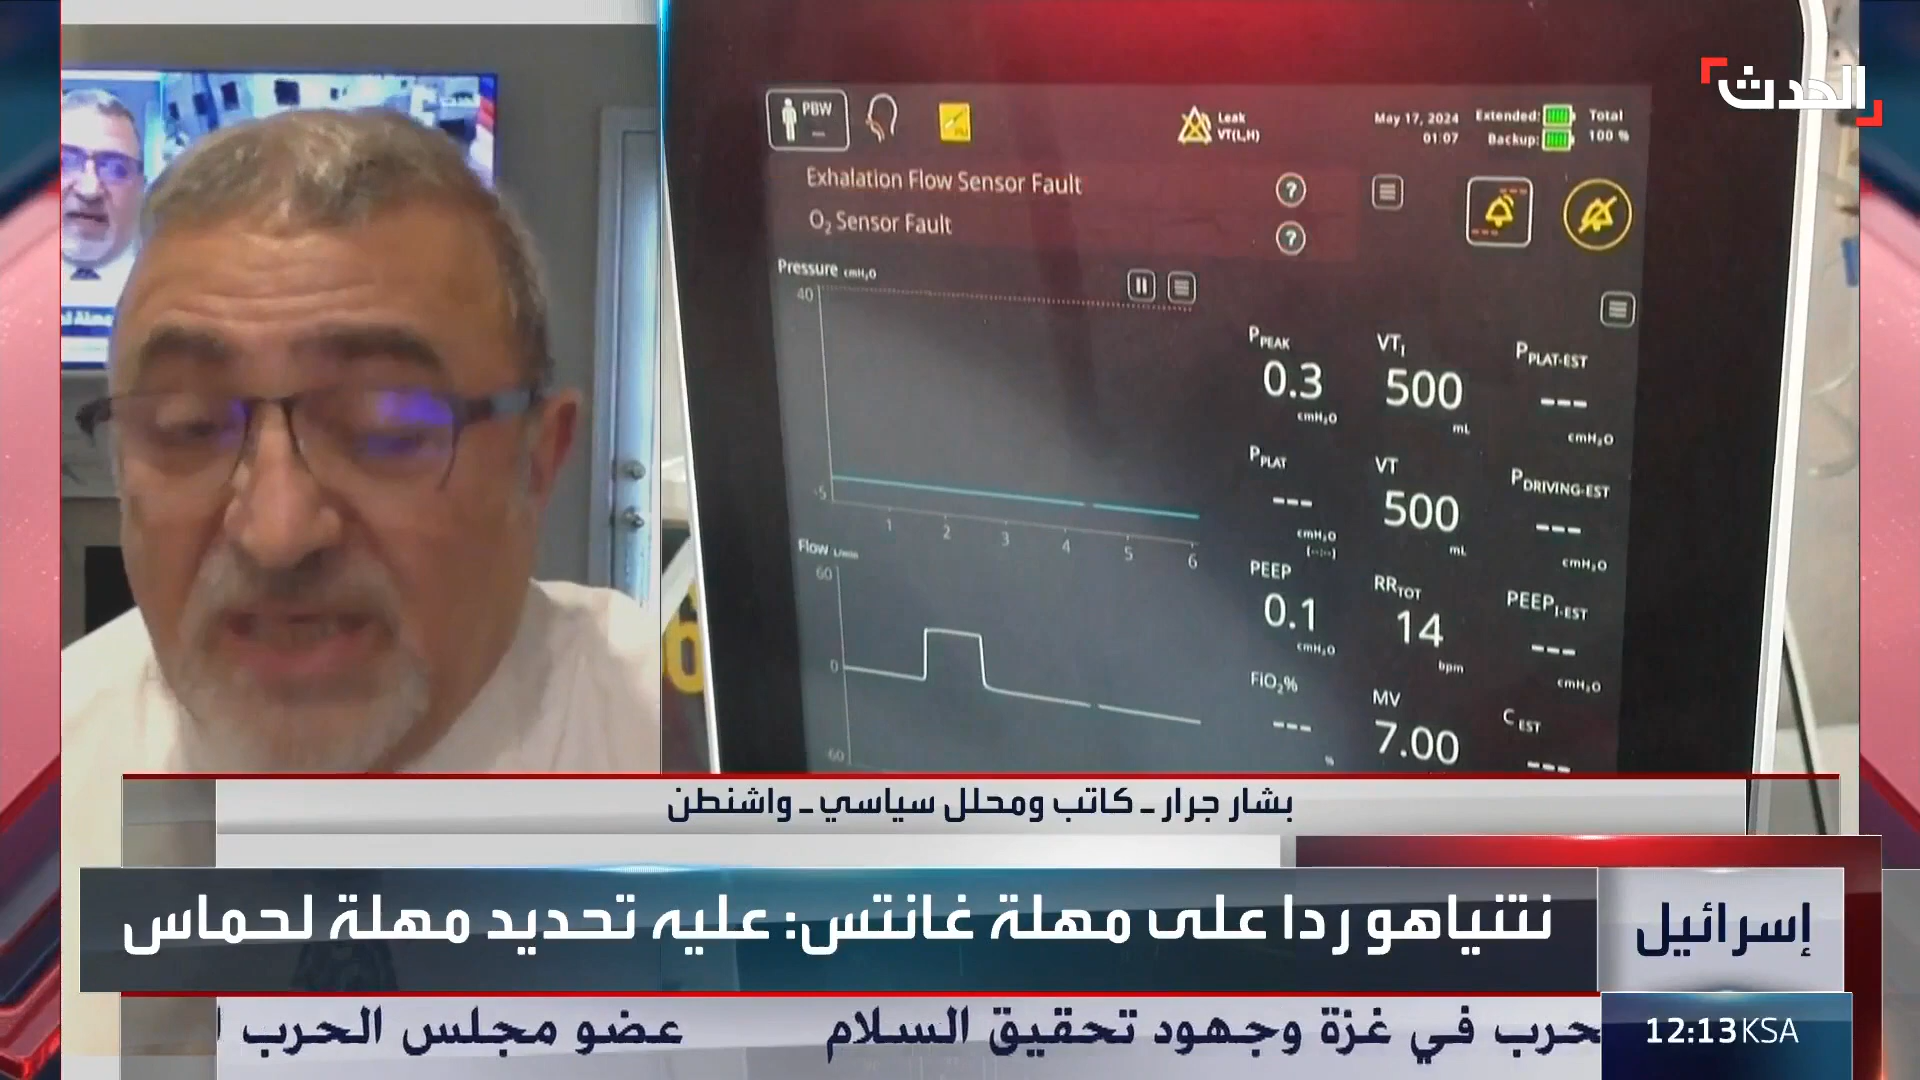 الحدث
PBW
Leak
VT(L,H)
May 17, 2024
01:07
Extended:
Backup:
Total
100 %
Exhalation Flow Sensor Fault
?
O₂ Sensor Fault
?
Pressure cmH₂O
40
-5
1 2 3 4 5 6
Flow L/min
60
0
-60
PPEAK
0.3
cmH₂O
VTI
500
mL
PPLAT-EST
---
cmH₂O
PPLAT
---
cmH₂O
[--:--]
VT
500
mL
PDRIVING-EST
---
cmH₂O
PEEP
0.1
cmH₂O
RRTOT
14
bpm
PEEPI-EST
---
cmH₂O
FiO₂%
---
%
MV
7.00
CEST
---
بشار جرار - كاتب ومحلل سياسي - واشنطن
إسرائيل
نتنياهو ردا على مهلة غانتس: عليه تحديد مهلة لحماس
حرب في غزة وجهود تحقيق السلام
عضو مجلس الحرب
12:13 KSA